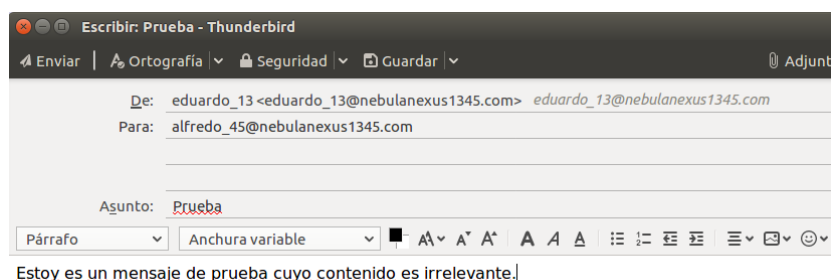 Escribir: Prueba - Thunderbird
Enviar Ortografía Seguridad Guardar Adjunt
De: eduardo_13 <eduardo_13@nebulanexus1345.com> eduardo_13@nebulanexus1345.com
Para: alfredo_45@nebulanexus1345.com
Asunto: Prueba
Párrafo Anchura variable
Estoy es un mensaje de prueba cuyo contenido es irrelevante.